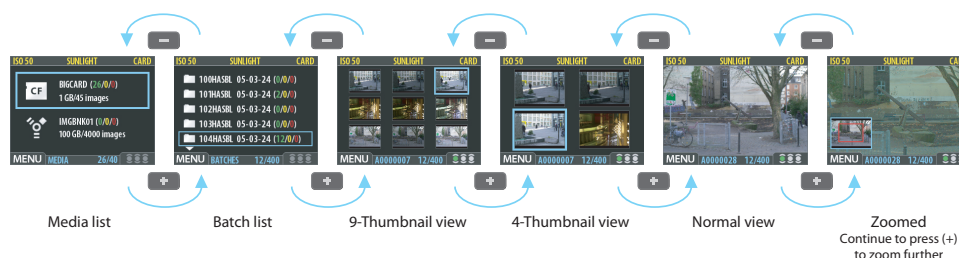 ISO 50 SUNLIGHT CARD
CF
BIGCARD (26/0/0)
1 GB/45 images
IMGBNK01 (0/0/0)
100 GB/4000 images
MENU MEDIA 26/40
ISO 50 SUNLIGHT CARD
100HASBL 05-03-24 (0/0/0)
101HASBL 05-03-24 (2/0/0)
102HASBL 05-03-24 (0/0/0)
103HASBL 05-03-24 (0/0/0)
104HASBL 05-03-24 (12/0/0)
MENU BATCHES 12/400
ISO 50 SUNLIGHT CARD
MENU A0000007 12/400
ISO 50 SUNLIGHT CARD
MENU A0000007 12/400
ISO 50 SUNLIGHT CARD
MENU A0000028 12/400
ISO 50 SUNLIGHT CAR
MENU A0000028 12/400
Media list
Batch list
9-Thumbnail view
4-Thumbnail view
Normal view
Zoomed
Continue to press (+)
to zoom further